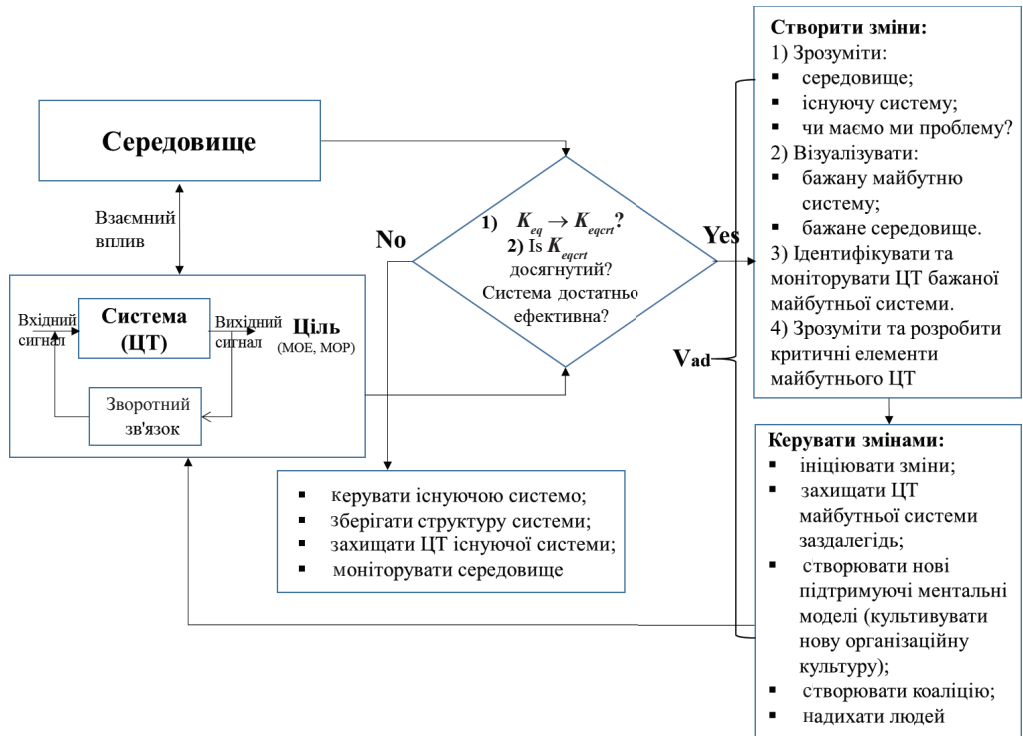 Середовище
Взаємний
вплив
Вхідний
сигнал
Система
(ЦТ)
Вихідний
сигнал
Ціль
(МОЕ, МОР)
Зворотний
зв'язок
No
1) Keq → Keqcrt?
2) Is Keqcrt
досягнутий?
Система достатньо
ефективна?
Yes
керувати існуючою системо;
зберігати структуру системи;
захищати ЦТ існуючої системи;
моніторувати середовище
Vad
Створити зміни:
1) Зрозуміти:
середовище;
існуючу систему;
чи маємо ми проблему?
2) Візуалізувати:
бажану майбутню
систему;
бажане середовище.
3) Ідентифікувати та
моніторувати ЦТ бажаної
майбутньої системи.
4) Зрозуміти та розробити
критичні елементи
майбутнього ЦТ
Керувати змінами:
ініціювати зміни;
захищати ЦТ
майбутньої системи
заздалегідь;
створювати нові
підтримуючі ментальні
моделі (культивувати
нову організаційну
культуру);
створювати коаліцію;
надихати людей